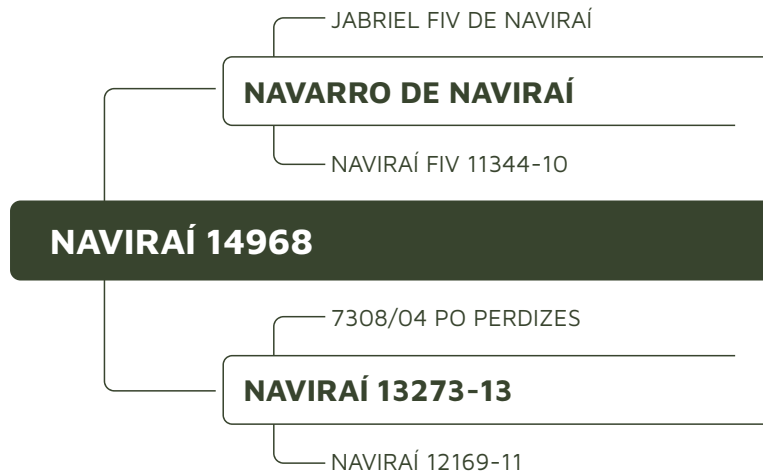 JABRIEL FIV DE NAVIRAÍ
NAVARRO DE NAVIRAÍ
NAVIRAÍ FIV 11344-10
NAVIRAÍ 14968
7308/04 PO PERDIZES
NAVIRAÍ 13273-13
NAVIRAÍ 12169-11